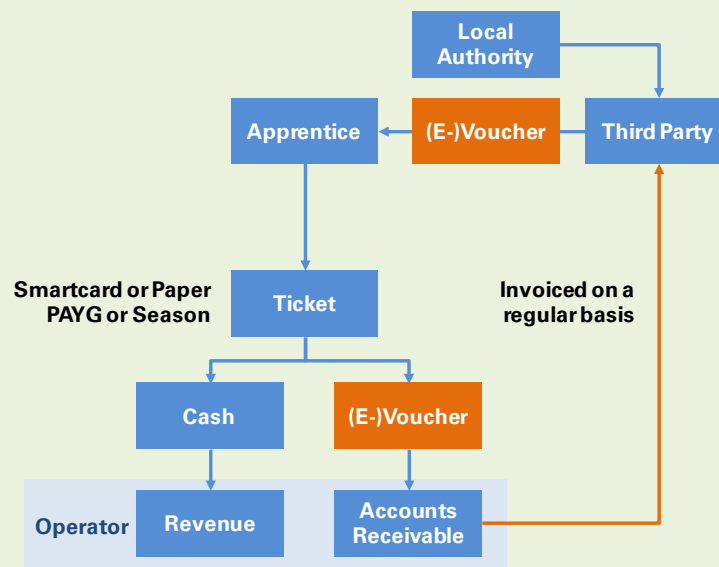 Local
Authority
Apprentice
(E-)Voucher
Third Party
Smartcard or Paper
PAYG or Season
Ticket
Invoiced on a
regular basis
Cash
(E-)Voucher
Operator
Revenue
Accounts
Receivable